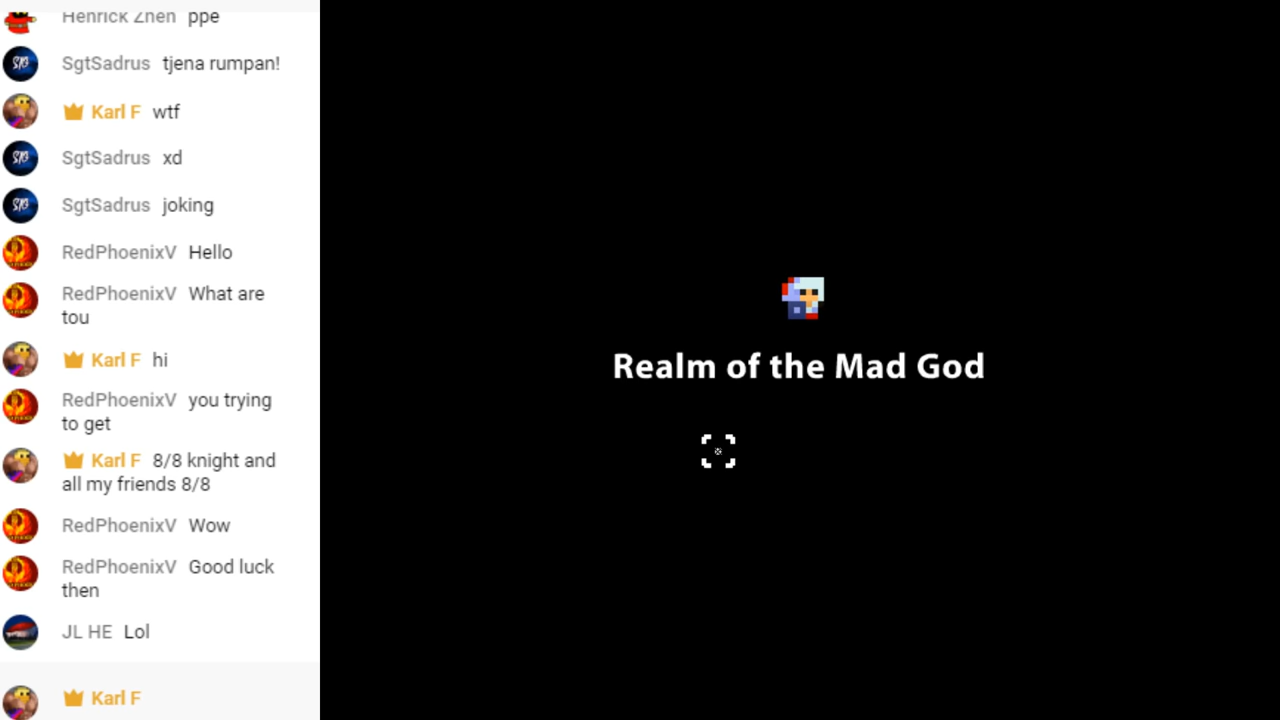 Henrick Zhen ppe
SgtSadrus tjena rumpan!
Karl F wtf
SgtSadrus xd
SgtSadrus joking
RedPhoenixV Hello
RedPhoenixV What are
tou
Karl F hi
RedPhoenixV you trying
to get
Karl F 8/8 knight and
all my friends 8/8
RedPhoenixV Wow
RedPhoenixV Good luck
then
JL HE Lol
Karl F
Realm of the Mad God